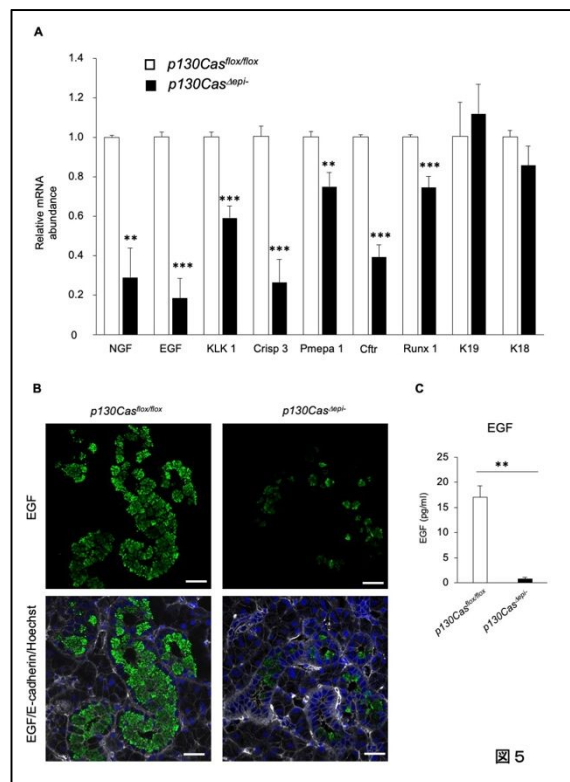 A
p130Cas^flox/flox
p130Cas^Δepi-
Relative mRNA
abundance
1.4
1.2
1.0
0.8
0.6
0.4
0.2
0
**
***
***
***
**
***
***
NGF
EGF
KLK 1
Crisp 3
Pmepa 1
Cftr
Runx 1
K19
K18
B
p130Cas^flox/flox
p130Cas^Δepi-
EGF
EGF/E-cadherin/Hoechst
C
EGF
**
EGF (pg/ml)
25
20
15
10
5
0
p130Cas^flox/flox
p130Cas^Δepi-
図 5